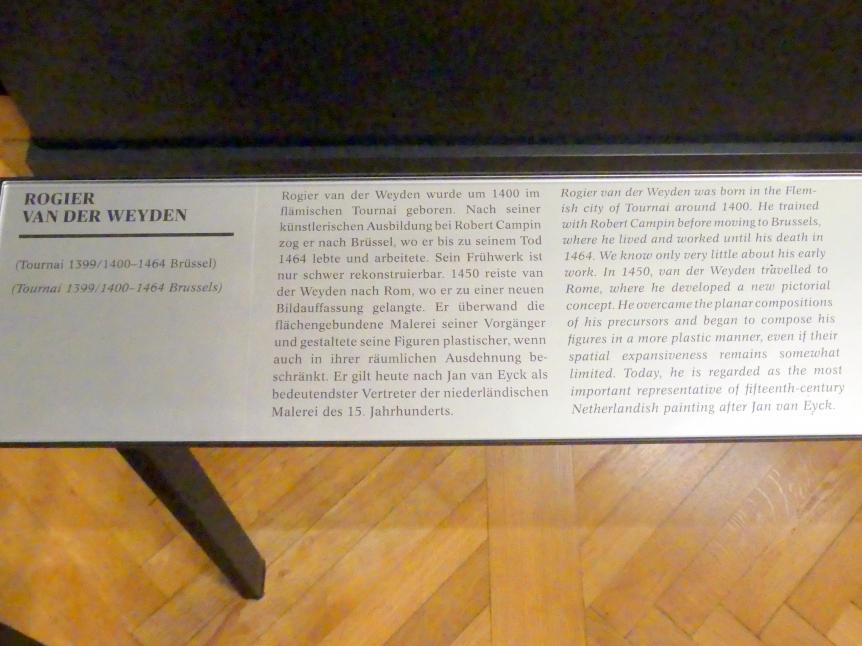 ROGIER
VAN DER WEYDEN
(Tournai 1399/1400–1464 Brüssel)
(Tournai 1399/1400–1464 Brussels)
Rogier van der Weyden wurde um 1400 im
flämischen Tournai geboren. Nach seiner
künstlerischen Ausbildung bei Robert Campin
zog er nach Brüssel, wo er bis zu seinem Tod
1464 lebte und arbeitete. Sein Frühwerk ist
nur schwer rekonstruierbar. 1450 reiste van
der Weyden nach Rom, wo er zu einer neuen
Bildauffassung gelangte. Er überwand die
flächengebundene Malerei seiner Vorgänger
und gestaltete seine Figuren plastischer, wenn
auch in ihrer räumlichen Ausdehnung be-
schränkt. Er gilt heute nach Jan van Eyck als
bedeutendster Vertreter der niederländischen
Malerei des 15. Jahrhunderts.
Rogier van der Weyden was born in the Flem-
ish city of Tournai around 1400. He trained
with Robert Campin before moving to Brussels,
where he lived and worked until his death in
1464. We know only very little about his early
work. In 1450, van der Weyden travelled to
Rome, where he developed a new pictorial
concept. He overcame the planar compositions
of his precursors and began to compose his
figures in a more plastic manner, even if their
spatial expansiveness remains somewhat
limited. Today, he is regarded as the most
important representative of fifteenth-century
Netherlandish painting after Jan van Eyck.